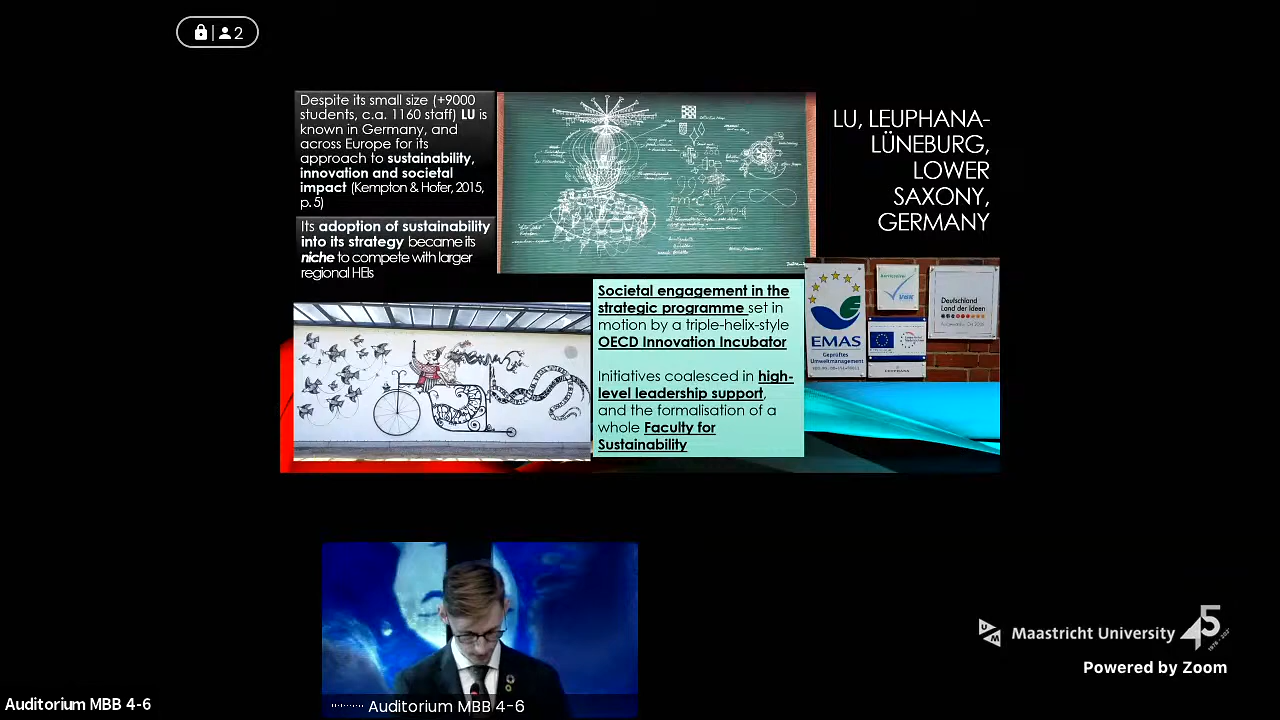 2
Despite its small size (+9000
students, c.a. 1160 staff) LU is
known in Germany, and
across Europe for its
approach to sustainability,
innovation and societal
impact (Kempton & Hofer, 2015,
p. 5)
Its adoption of sustainability
into its strategy became its
niche to compete with larger
regional HEIs
LU, LEUPHANA-
LÜNEBURG,
LOWER
SAXONY,
GERMANY
Societal engagement in the
strategic programme set in
motion by a triple-helix-style
OECD Innovation Incubator
Initiatives coalesced in high-
level leadership support,
and the formalisation of a
whole Faculty for
Sustainability
EMAS
Geprüftes
Umweltmanagement
Deutschland
Land der Ideen
Maastricht University
45
Powered by Zoom
Auditorium MBB 4-6
Auditorium MBB 4-6